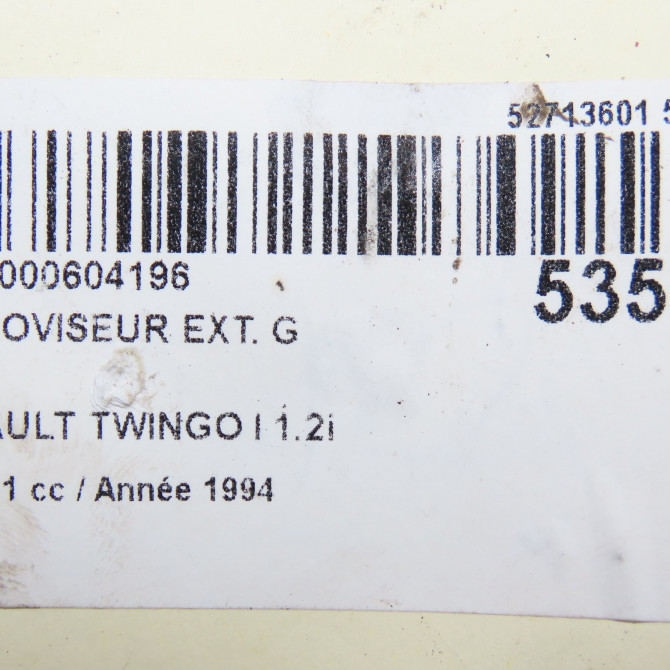 52713601 5
000604196
535
OVISEUR EXT. G
AULT TWINGO I 1.2i
1 cc / Année 1994